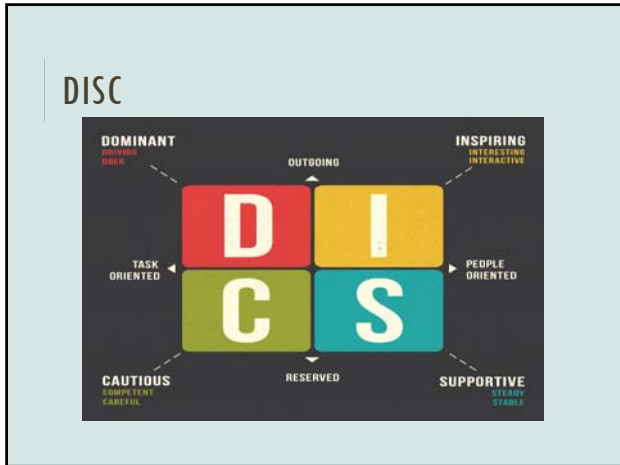 DISC
DOMINANT
DRIVING
DOER
INSPIRING
INTERESTING
INTERACTIVE
OUTGOING
D
I
TASK
ORIENTED
PEOPLE
ORIENTED
C
S
RESERVED
CAUTIOUS
COMPETENT
CAREFUL
SUPPORTIVE
STEADY
STABLE